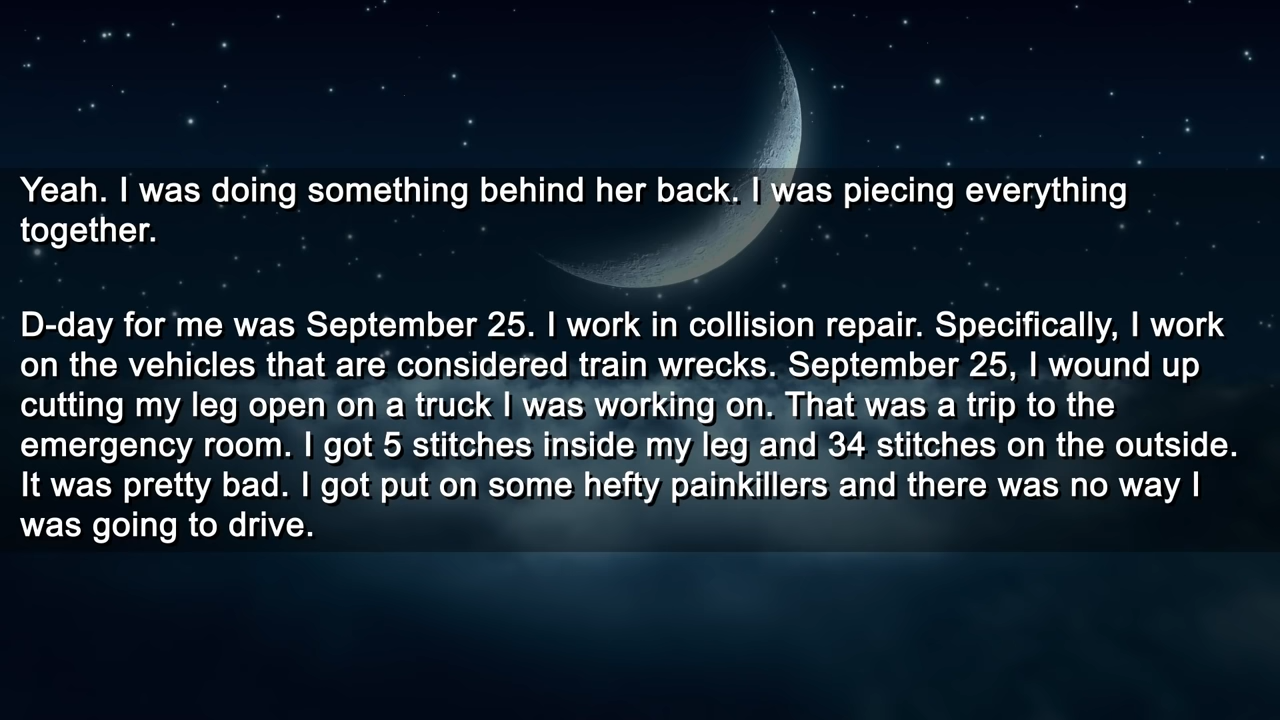 Yeah. I was doing something behind her back. I was piecing everything
together.
D-day for me was September 25. I work in collision repair. Specifically, I work
on the vehicles that are considered train wrecks. September 25, I wound up
cutting my leg open on a truck I was working on. That was a trip to the
emergency room. I got 5 stitches inside my leg and 34 stitches on the outside.
It was pretty bad. I got put on some hefty painkillers and there was no way I
was going to drive.